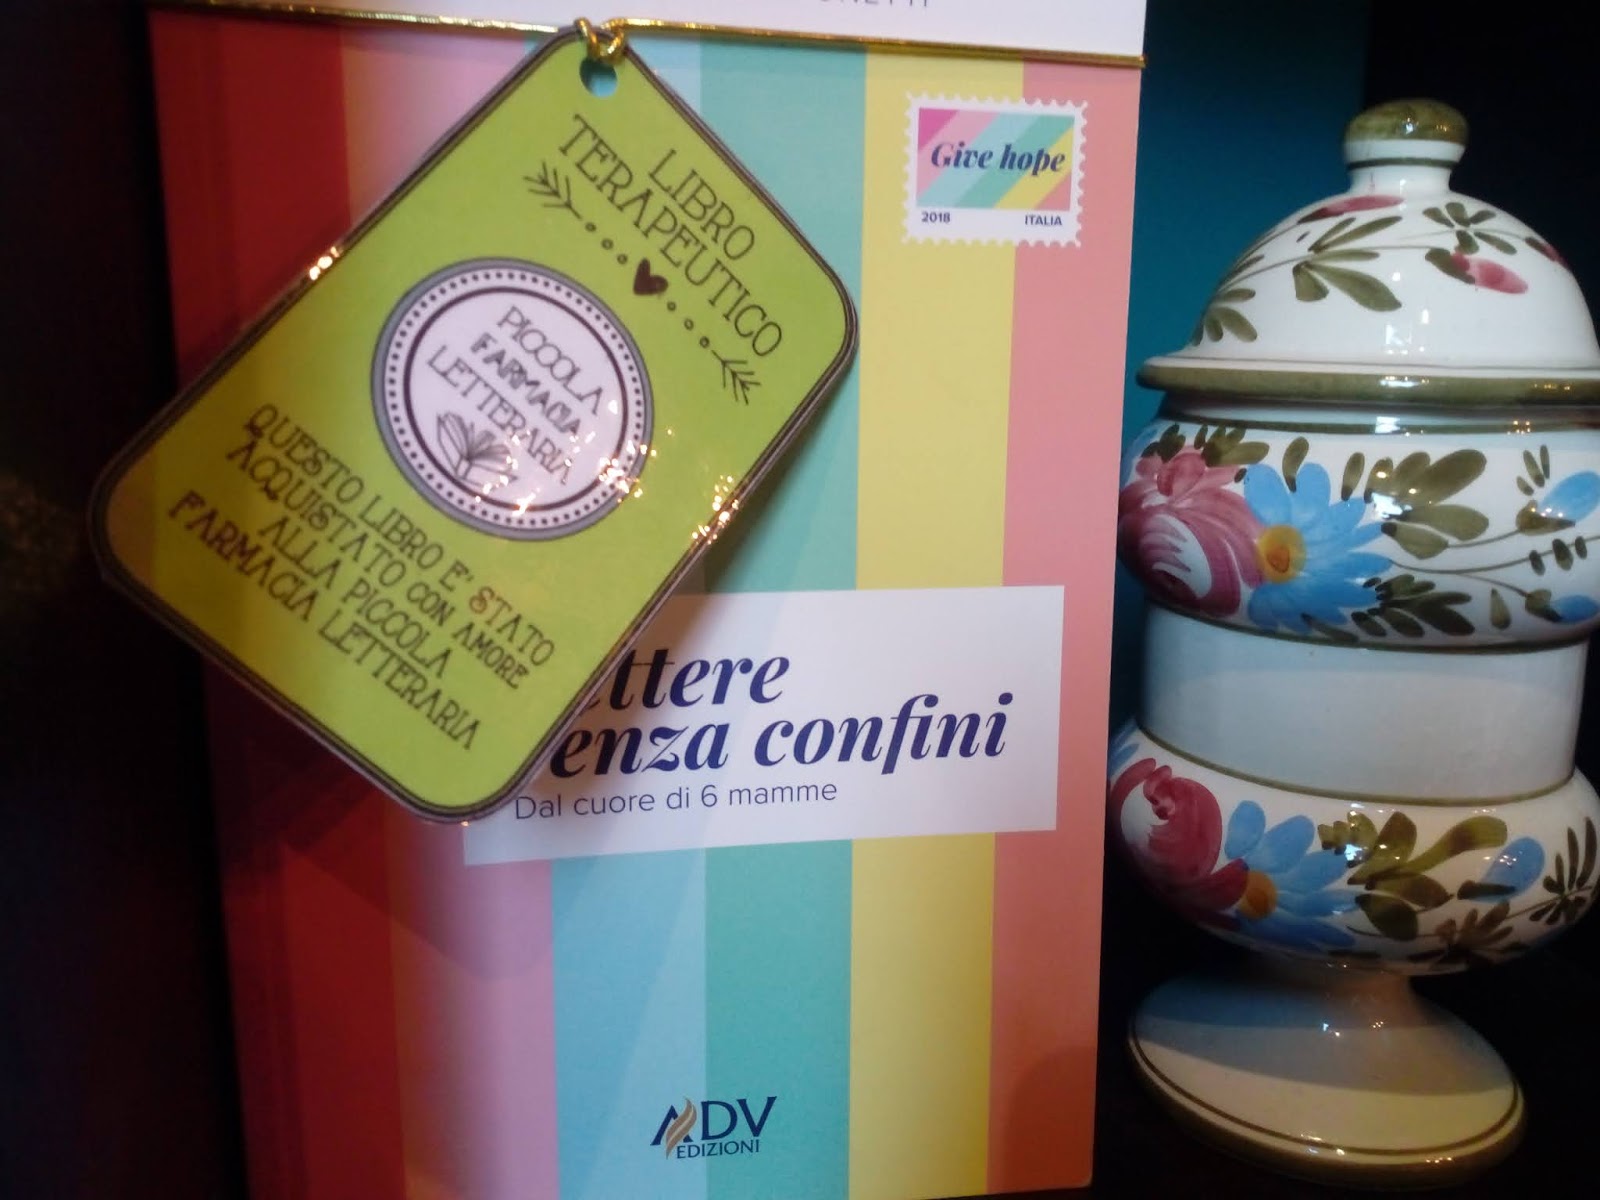 LIBRO
TERAPEUTICO
PICCOLA
FARMACIA
LETTERARIA
QUESTO LIBRO E' STATO
ACQUISTATO CON AMORE
ALLA PICCOLA
FARMACIA LETTERARIA
Give hope
2018 ITALIA
ttere
enza confini
Dal cuore di 6 mamme
ADV
EDIZIONI